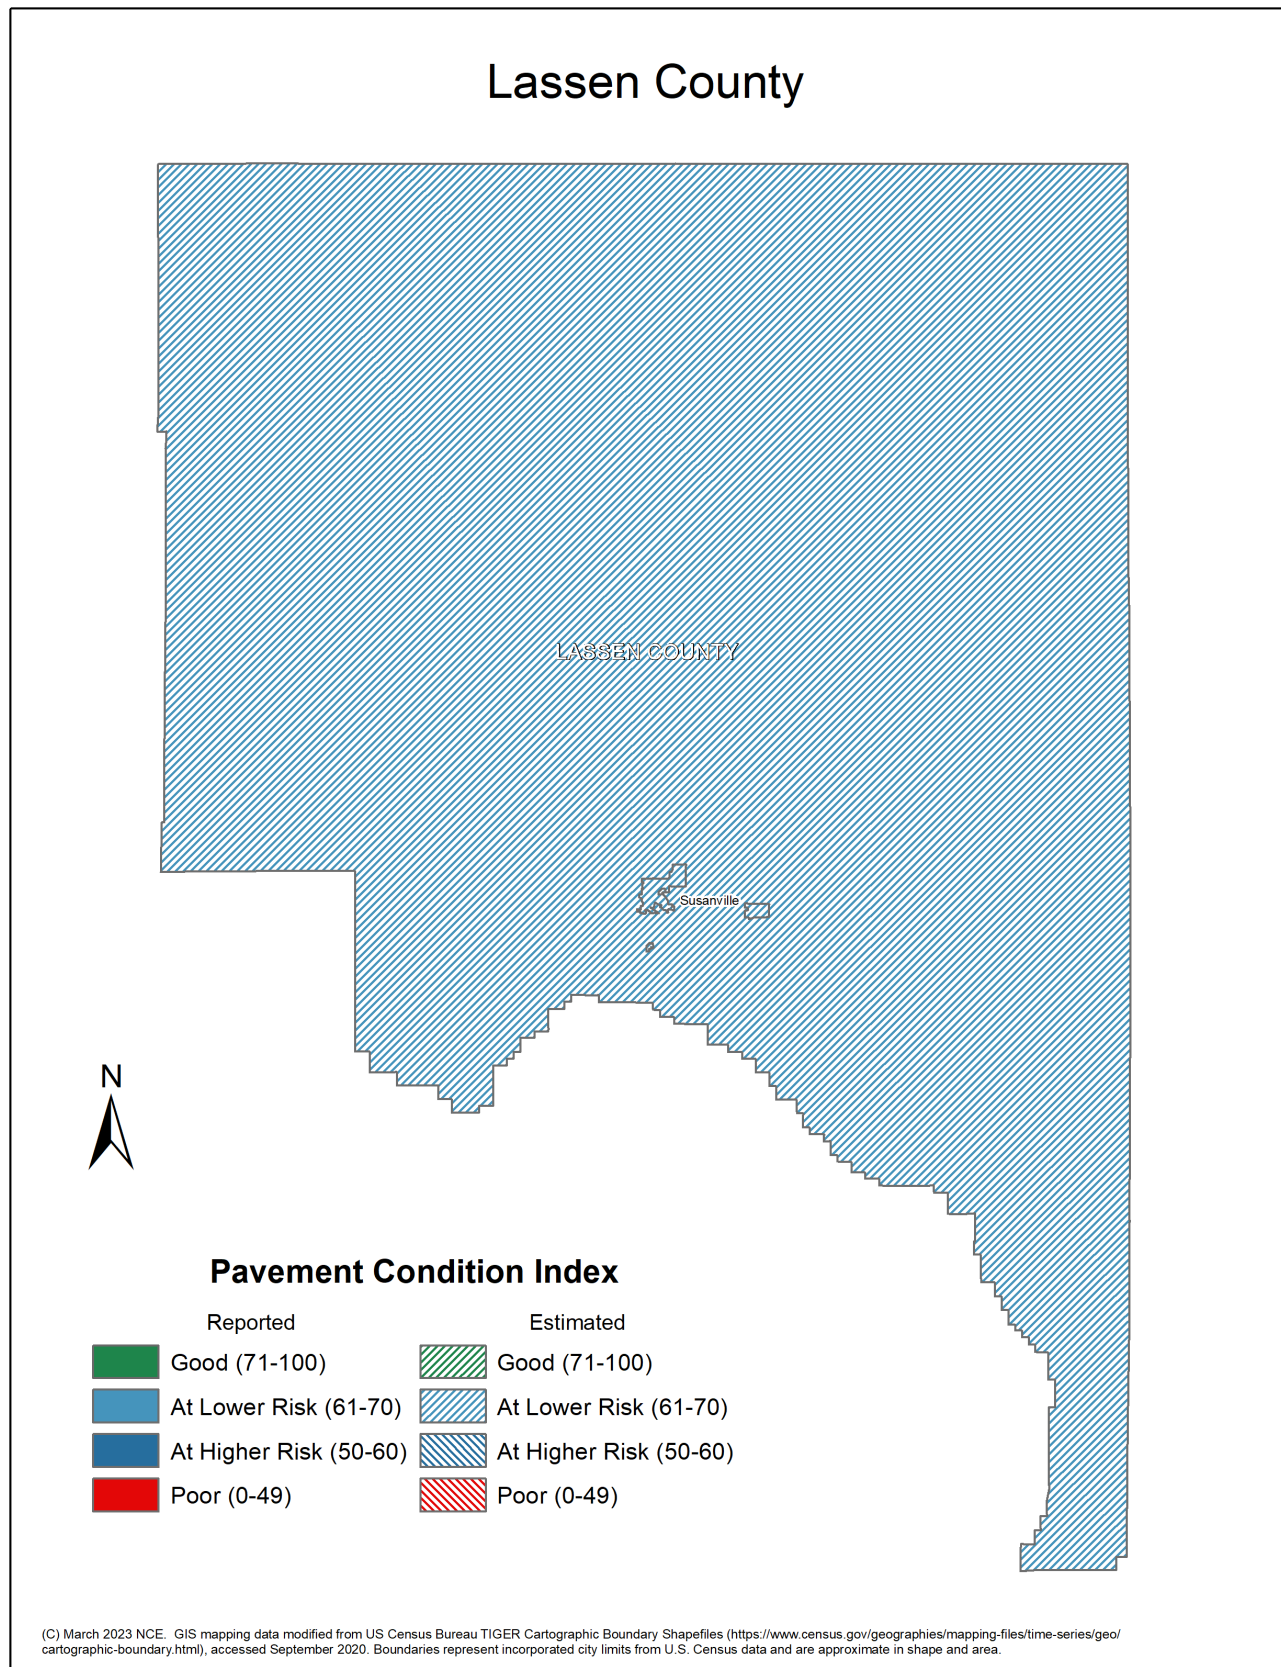 Lassen County
LASSEN COUNTY
Susanville
N
Pavement Condition Index
Reported Estimated
Good (71-100) Good (71-100)
At Lower Risk (61-70) At Lower Risk (61-70)
At Higher Risk (50-60) At Higher Risk (50-60)
Poor (0-49) Poor (0-49)
(C) March 2023 NCE. GIS mapping data modified from US Census Bureau TIGER Cartographic Boundary Shapefiles (https://www.census.gov/geographies/mapping-files/time-series/geo/
cartographic-boundary.html), accessed September 2020. Boundaries represent incorporated city limits from U.S. Census data and are approximate in shape and area.